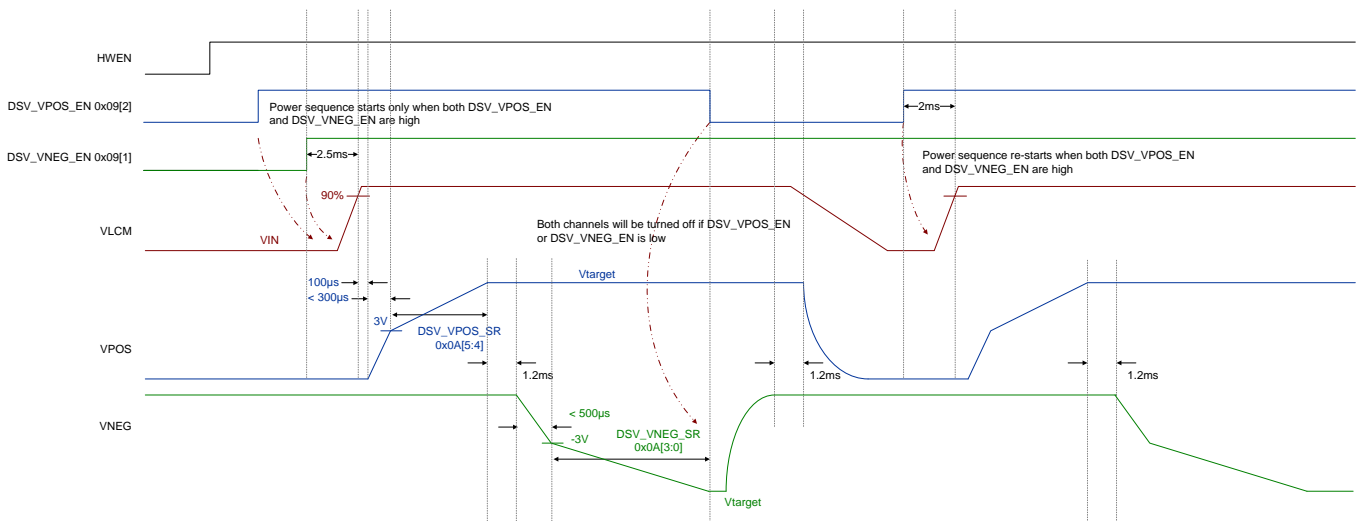 HWEN
DSV_VPOS_EN 0x09[2]
Power sequence starts only when both DSV_VPOS_EN
and DSV_VNEG_EN are high
2ms
DSV_VNEG_EN 0x09[1]
2.5ms
Power sequence re-starts when both DSV_VPOS_EN
and DSV_VNEG_EN are high
90%
VLCM
VIN
Both channels will be turned off if DSV_VPOS_EN
or DSV_VNEG_EN is low
Vtarget
100µs
< 300µs
3V
DSV_VPOS_SR
0x0A[5:4]
VPOS
1.2ms
1.2ms
1.2ms
VNEG
< 500µs
-3V
DSV_VNEG_SR
0x0A[3:0]
Vtarget